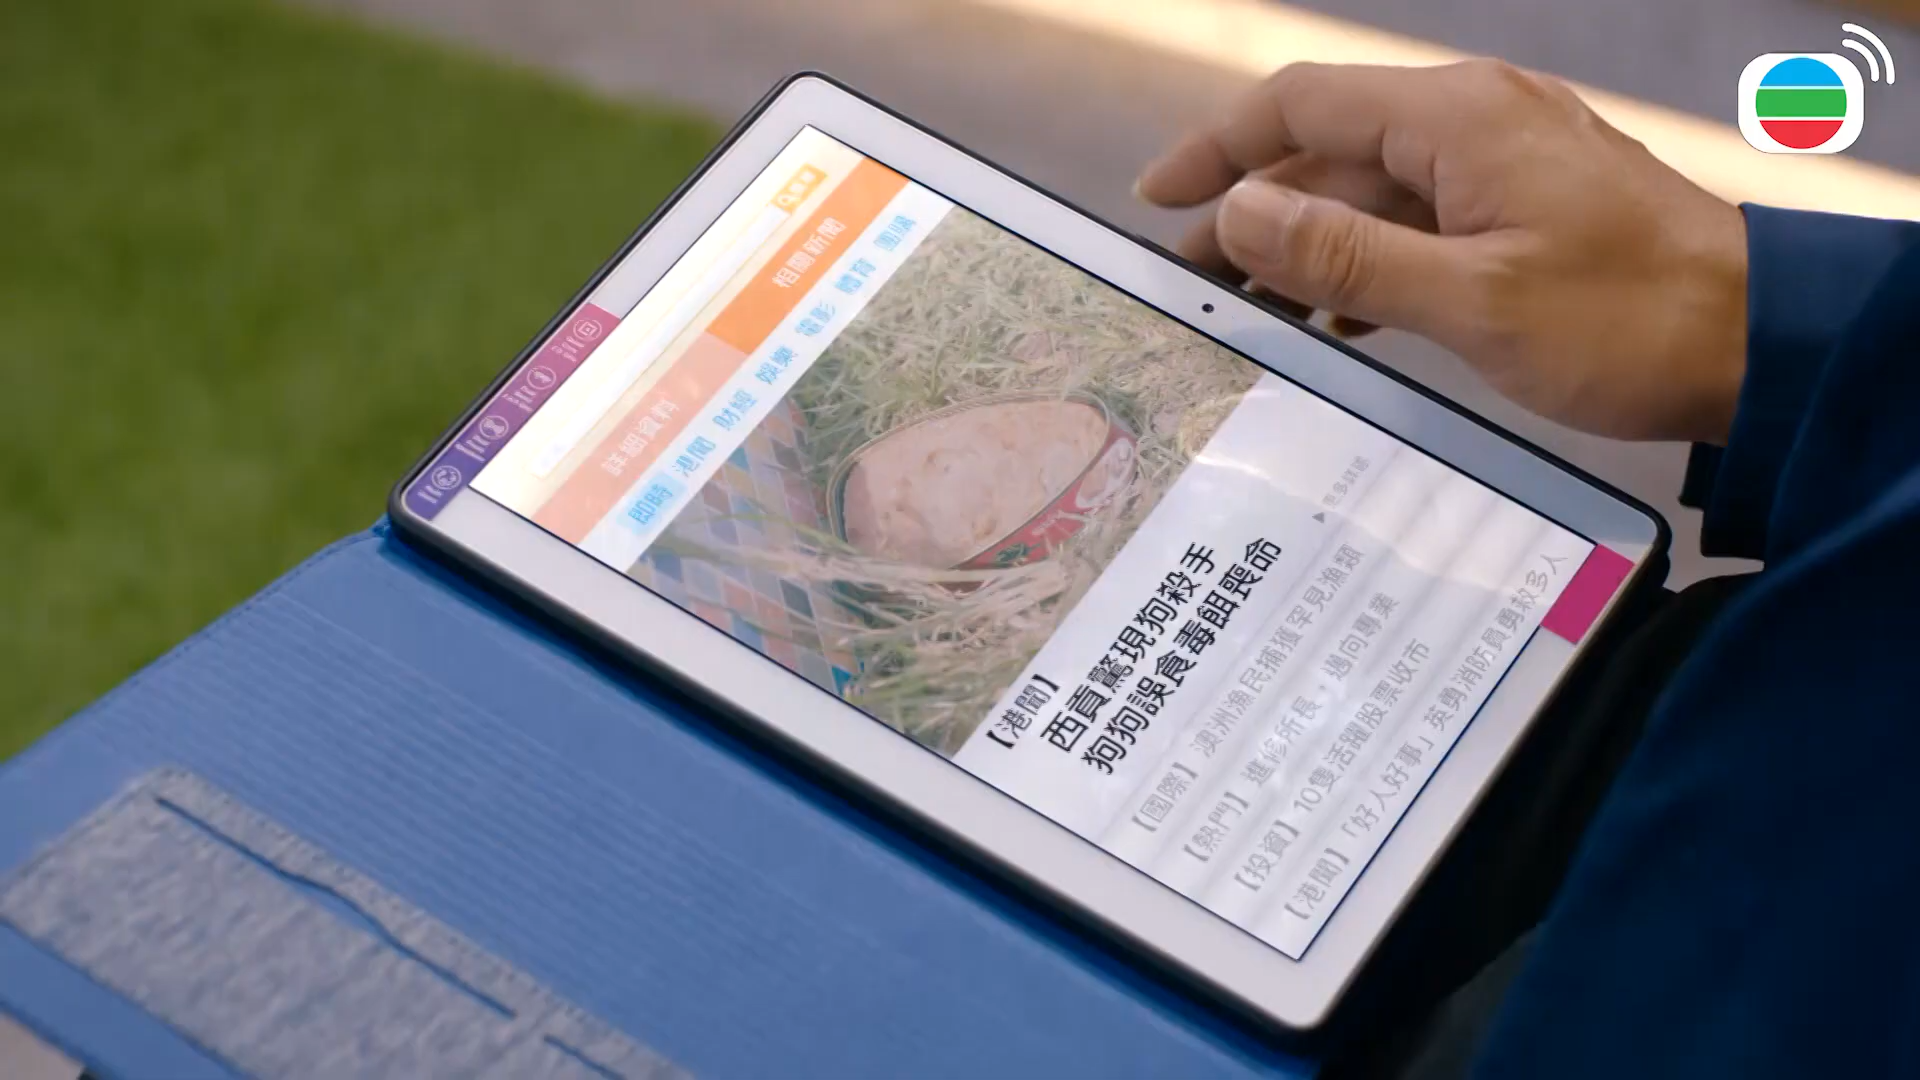 詳細資料 相關新聞
即時 港聞 財經 娛樂 電影 體育 團購
【港聞】
西貢驚現狗殺手
狗狗誤食毒餌喪命
【國際】澳洲漁民捕獲罕見漁類
【熱門】進修所長，邁向專業
【投資】10隻活躍股票收市
【港聞】「好人好事」英勇消防員勇救多人